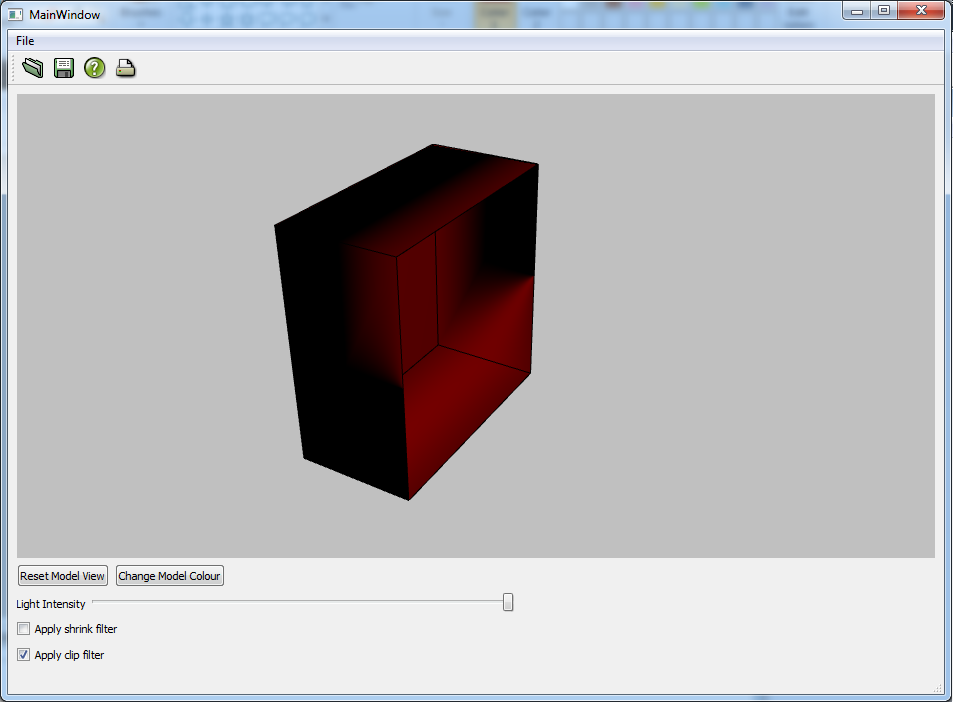 MainWindow
File
Reset Model View Change Model Colour
Light Intensity
Apply shrink filter
Apply clip filter